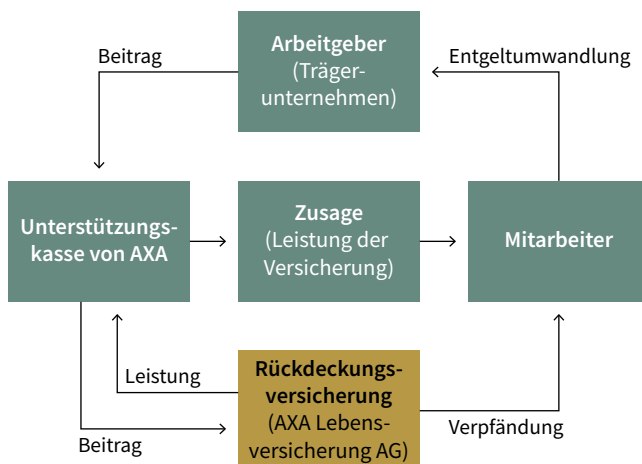 Beitrag
Arbeitgeber
(Träger-
unternehmen)
Entgeltumwandlung
Unterstützungs-
kasse von AXA
Zusage
(Leistung der
Versicherung)
Mitarbeiter
Leistung
Beitrag
Rückdeckungs-
versicherung
(AXA Lebens-
versicherung AG)
Verpfändung